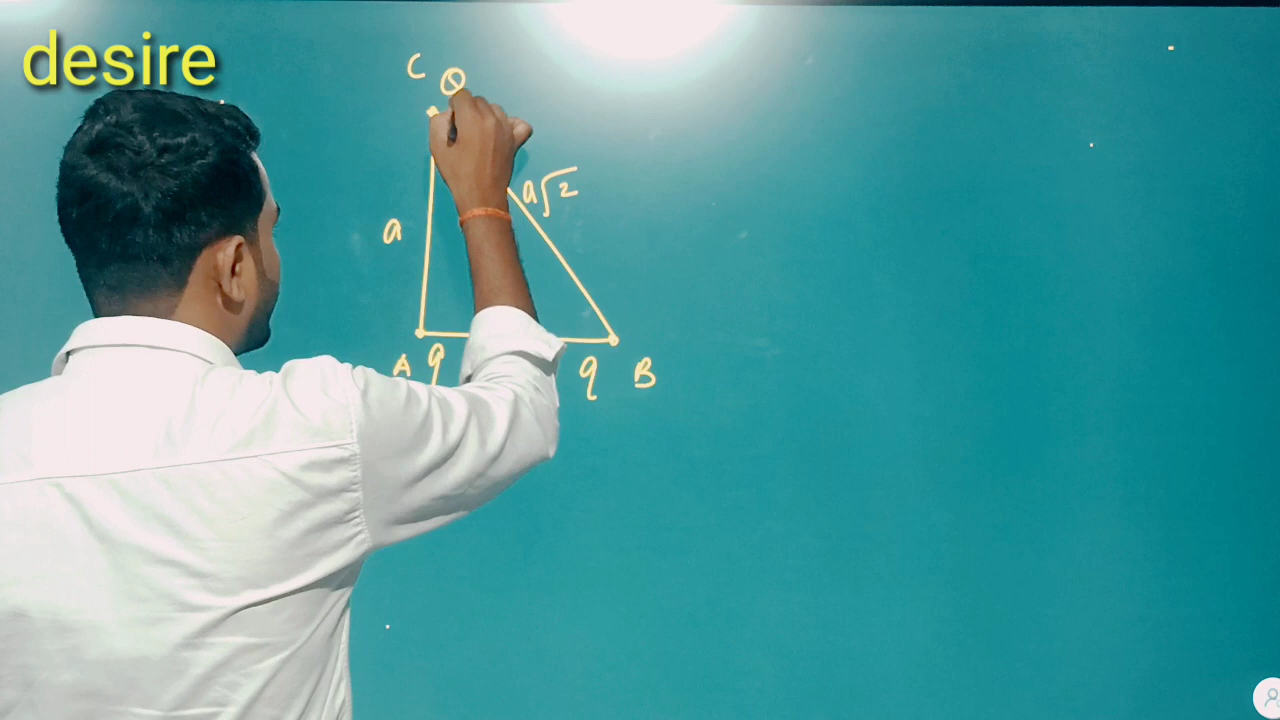 desire
C Q
a√2
a
A q q B